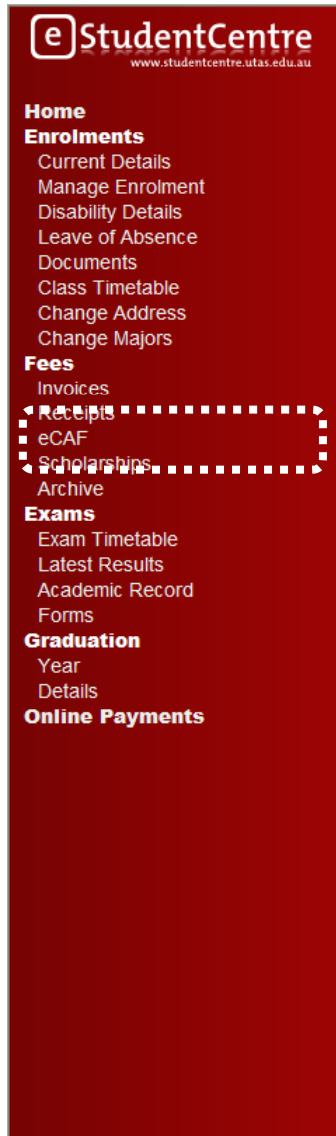 e StudentCentre
www.studentcentre.utas.edu.au
Home
Enrolments
Current Details
Manage Enrolment
Disability Details
Leave of Absence
Documents
Class Timetable
Change Address
Change Majors
Fees
Invoices
Receipts
eCAF
Scholarships
Archive
Exams
Exam Timetable
Latest Results
Academic Record
Forms
Graduation
Year
Details
Online Payments